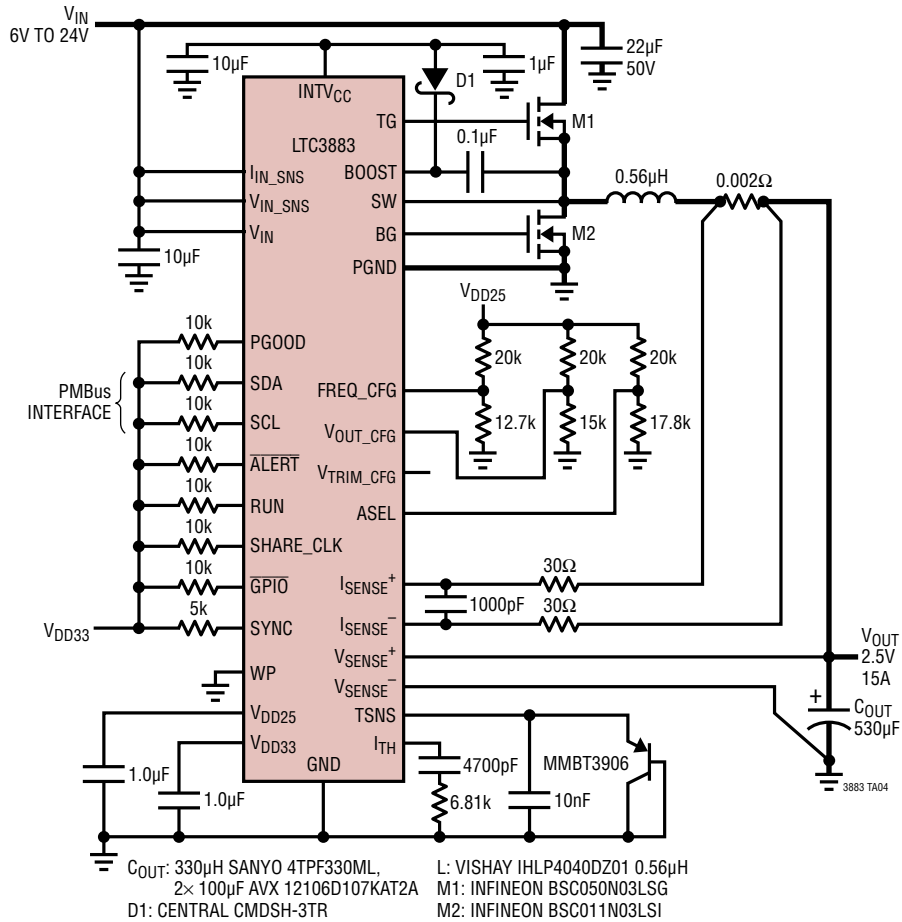 VIN
6V TO 24V
10µF
1µF
D1
22µF
50V
INTVCC
LTC3883
TG
M1
0.1µF
IIN_SNS
BOOST
0.56µH
0.002Ω
VIN_SNS
SW
VIN
BG
M2
10µF
PGND
VDD25
10k
PGOOD
20k
20k
20k
10k
SDA
FREQ_CFG
PMBus
INTERFACE
10k
SCL
12.7k
15k
17.8k
VOUT_CFG
10k
ALERT
VTRIM_CFG
10k
RUN
ASEL
10k
SHARE_CLK
10k
GPIO
ISENSE+
30Ω
1000pF
5k
SYNC
ISENSE–
30Ω
VDD33
VSENSE+
VOUT
2.5V
15A
WP
VSENSE–
+
COUT
530µF
VDD25
TSNS
VDD33
ITH
GND
4700pF
MMBT3906
1.0µF
1.0µF
6.81k
10nF
3883 TA04
COUT: 330µH SANYO 4TPF330ML,
2× 100µF AVX 12106D107KAT2A
D1: CENTRAL CMDSH-3TR
L: VISHAY IHLP4040DZ01 0.56µH
M1: INFINEON BSC050N03LSG
M2: INFINEON BSC011N03LSI